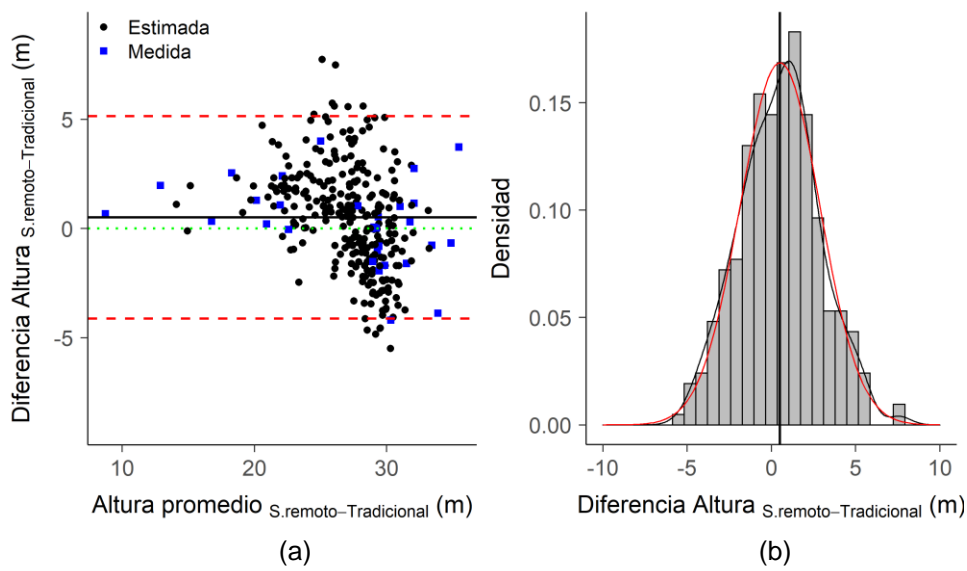 Estimada
Medida
Diferencia Altura S.remoto−Tradicional (m)
5
0
-5
10
20
30
Altura promedio S.remoto−Tradicional (m)
(a)
Densidad
0.15
0.10
0.05
0.00
-10
-5
0
5
10
Diferencia Altura S.remoto−Tradicional (m)
(b)